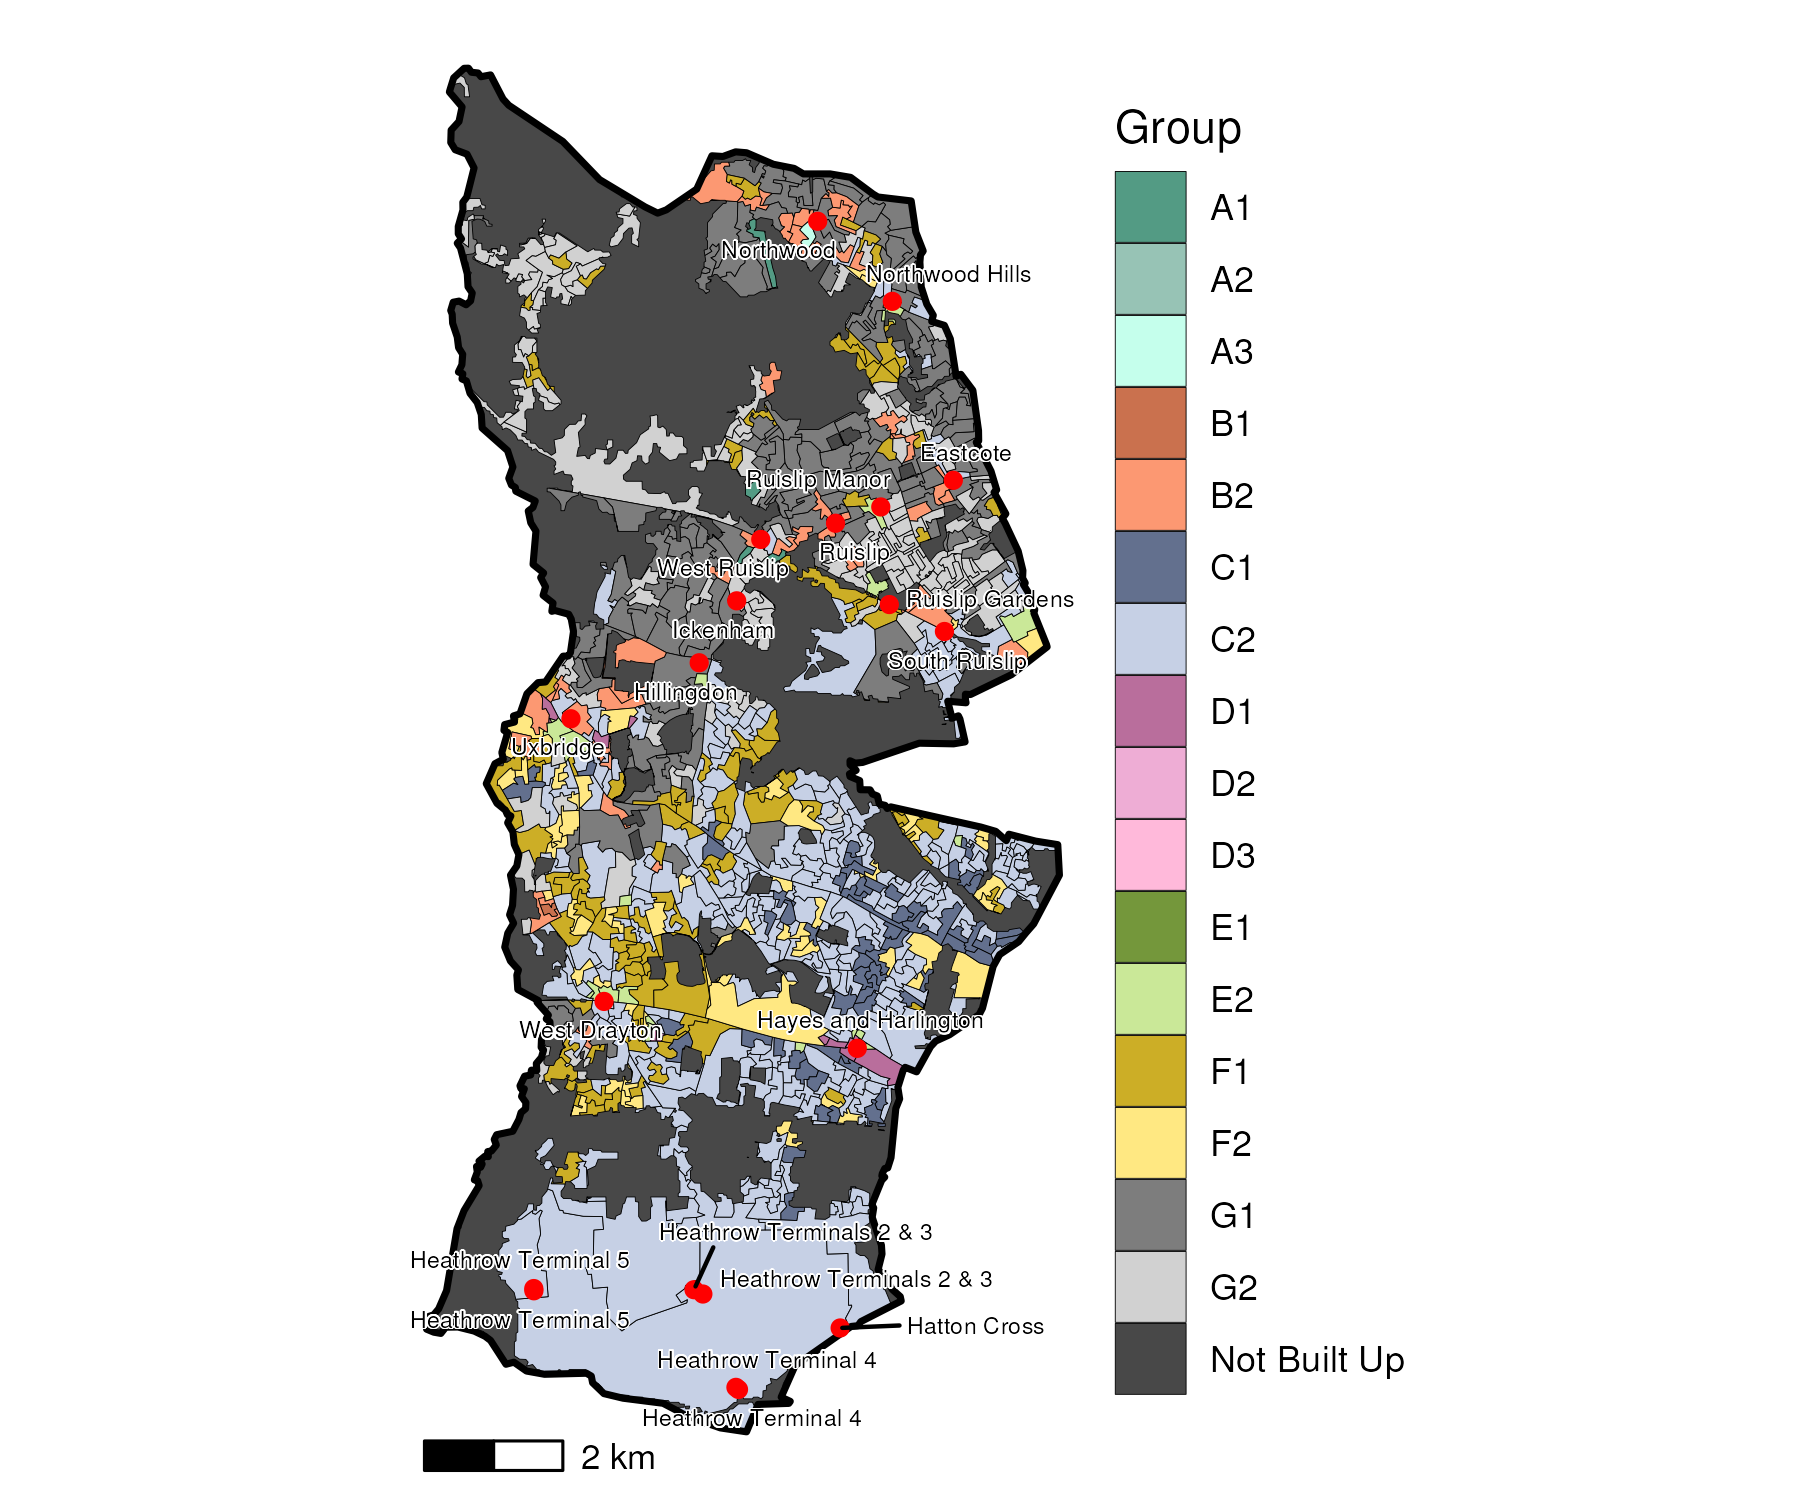 Group
A1
A2
A3
B1
B2
C1
C2
D1
D2
D3
E1
E2
F1
F2
G1
G2
Not Built Up
Northwood
Northwood Hills
Eastcote
Ruislip Manor
Ruislip
West Ruislip
Ruislip Gardens
Ickenham
South Ruislip
Hillingdon
Uxbridge
Hayes and Harlington
West Drayton
Heathrow Terminals 2 & 3
Heathrow Terminal 5
Heathrow Terminals 2 & 3
Heathrow Terminal 5
Hatton Cross
Heathrow Terminal 4
Heathrow Terminal 4
2 km